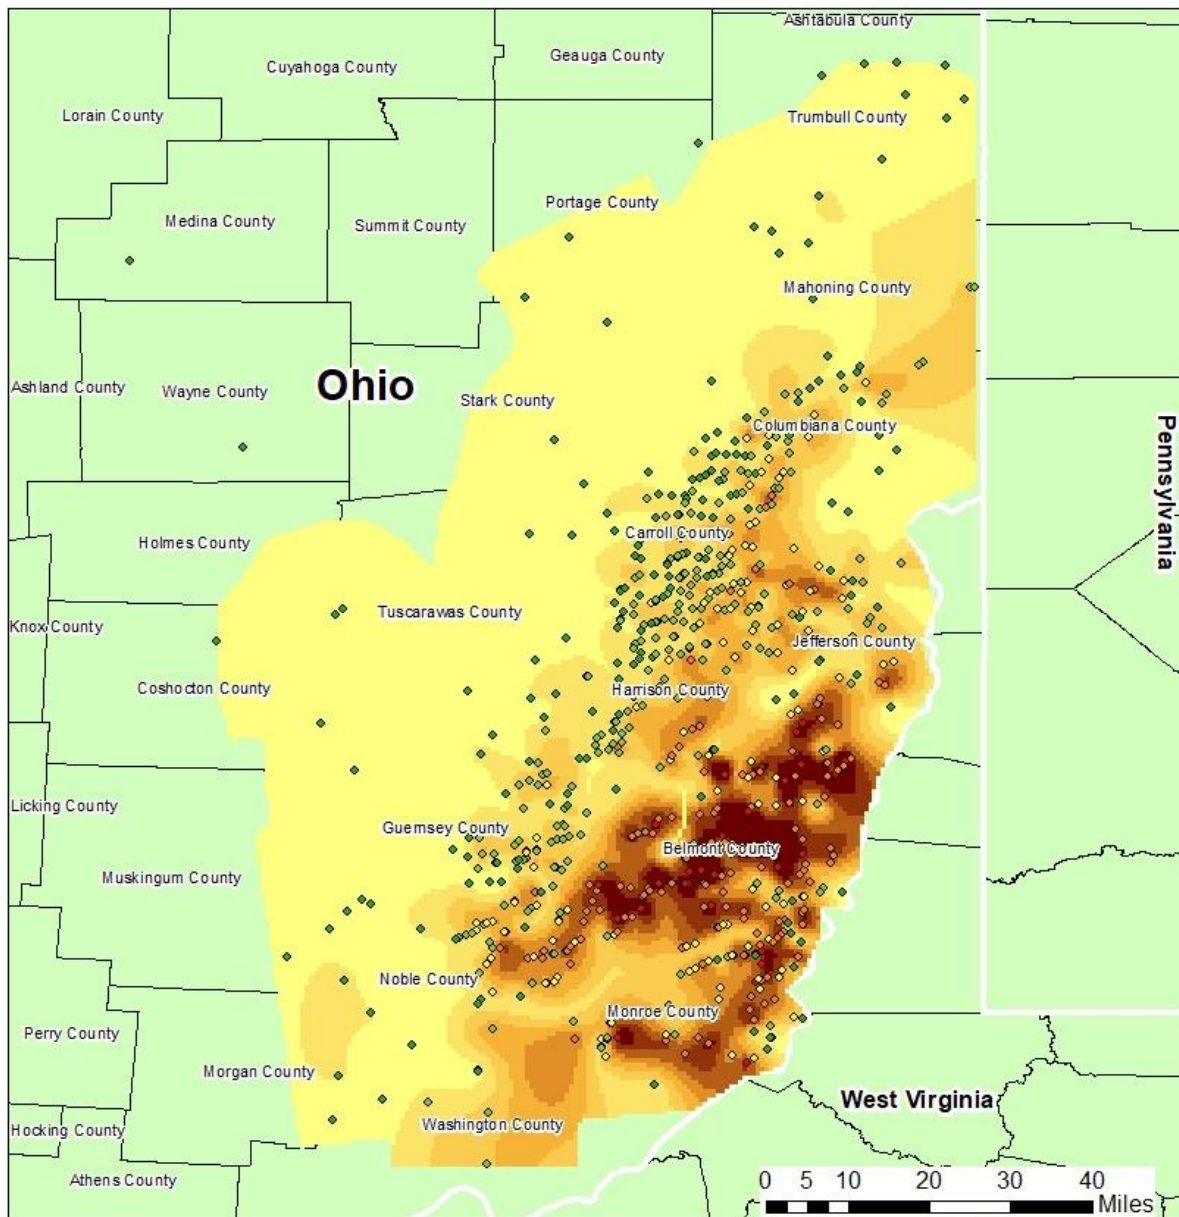 Ashtabula County
Geauga County
Cuyahoga County
Lorain County
Trumbull County
Portage County
Medina County
Summit County
Mahoning County
Ohio
Ashland County
Wayne County
Stark County
Columbiana County
Pennsylvania
Carroll County
Holmes County
Tuscarawas County
Knox County
Jefferson County
Coshocton County
Harrison County
Licking County
Guernsey County
Belmont County
Muskingum County
Noble County
Monroe County
Perry County
Morgan County
West Virginia
Washington County
Hocking County
Athens County
0 5 10 20 30 40
Miles